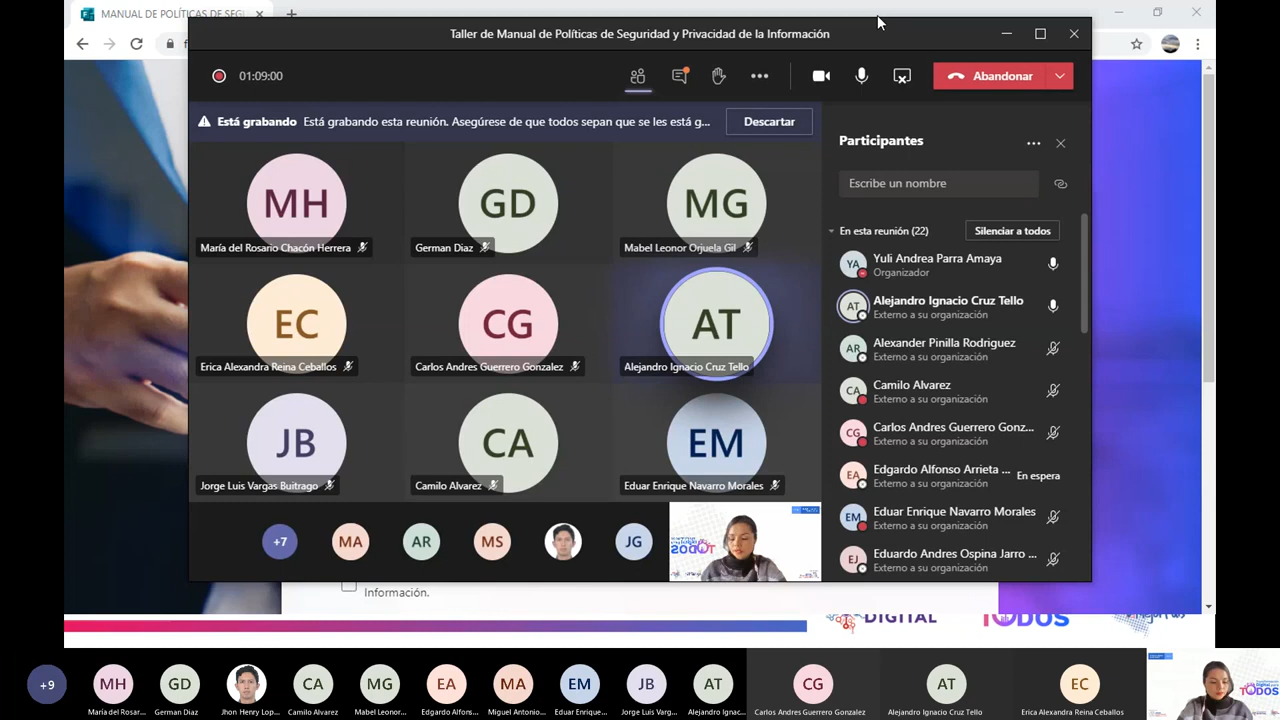 MANUAL DE POLÍTICAS DE SEGU
Taller de Manual de Políticas de Seguridad y Privacidad de la Información
01:09:00
Abandonar
Está grabando Está grabando esta reunión. Asegúrese de que todos sepan que se les está g...
Descartar
Participantes
Escribe un nombre
En esta reunión (22)
Silenciar a todos
MH
María del Rosario Chacón Herrera
GD
German Diaz
MG
Mabel Leonor Orjuela Gil
EC
Erica Alexandra Reina Ceballos
CG
Carlos Andres Guerrero Gonzalez
AT
Alejandro Ignacio Cruz Tello
JB
Jorge Luis Vargas Buitrago
CA
Camilo Alvarez
EM
Eduar Enrique Navarro Morales
+7
MA
AR
MS
JG
YA
Yuli Andrea Parra Amaya
Organizador
AT
Alejandro Ignacio Cruz Tello
Externo a su organización
AR
Alexander Pinilla Rodriguez
Externo a su organización
CA
Camilo Alvarez
Externo a su organización
CG
Carlos Andres Guerrero Gonz...
Externo a su organización
EA
Edgardo Alfonso Arrieta ...
Externo a su organización
En espera
EM
Eduar Enrique Navarro Morales
Externo a su organización
EJ
Eduardo Andres Ospina Jarro ...
Externo a su organización
Información.
DIGITAL
TODOS
+9
MH
María del Rosar...
GD
German Diaz
Jhon Henry Lop...
CA
Camilo Alvarez
MG
Mabel Leonor...
EA
Edgardo Alfons...
MA
Miguel Antonio...
EM
Eduar Enrique...
JB
Jorge Luis Varg...
AT
Alejandro Ignac...
CG
Carlos Andres Guerrero Gonzalez
AT
Alejandro Ignacio Cruz Tello
EC
Erica Alexandra Reina Ceballos
TODOS